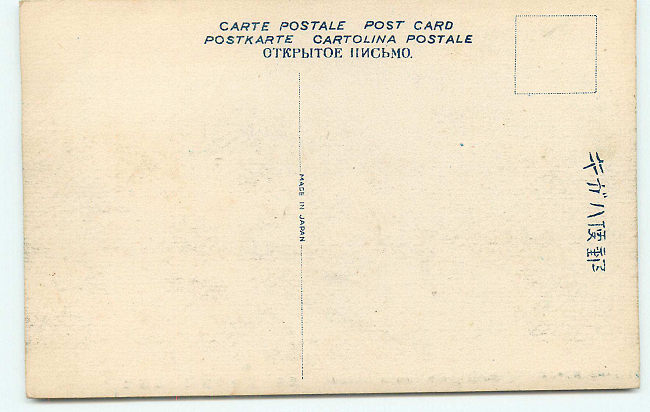 CARTE POSTALE POST CARD
POSTKARTE CARTOLINA POSTALE
ОТКРЫТОЕ ПИСЬМО.
MADE IN JAPAN
キガハ便郵